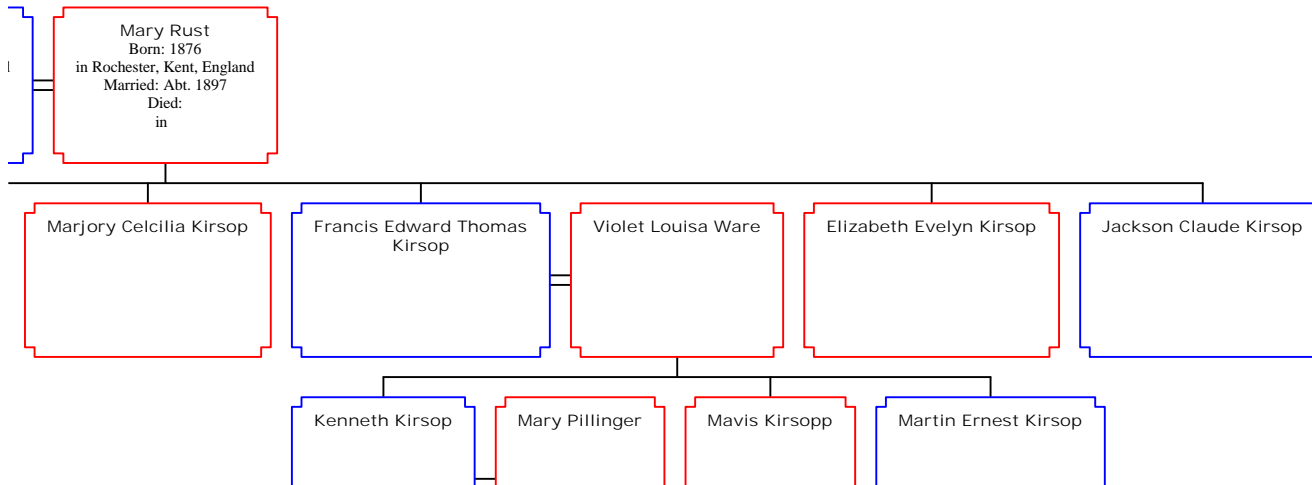 Mary Rust
Born: 1876
in Rochester, Kent, England
Married: Abt. 1897
Died:
in
Marjory Celcilia Kirsop
Francis Edward Thomas
Kirsop
Violet Louisa Ware
Elizabeth Evelyn Kirsop
Jackson Claude Kirsop
Kenneth Kirsop
Mary Pillinger
Mavis Kirsopp
Martin Ernest Kirsop